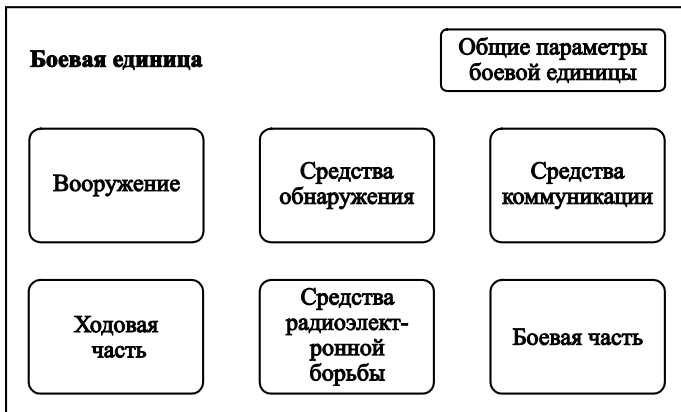 Боевая единица
Общие параметры
боевой единицы
Вооружение
Средства
обнаружения
Средства
коммуникации
Ходовая
часть
Средства
радиоэлект-
ронной
борьбы
Боевая часть